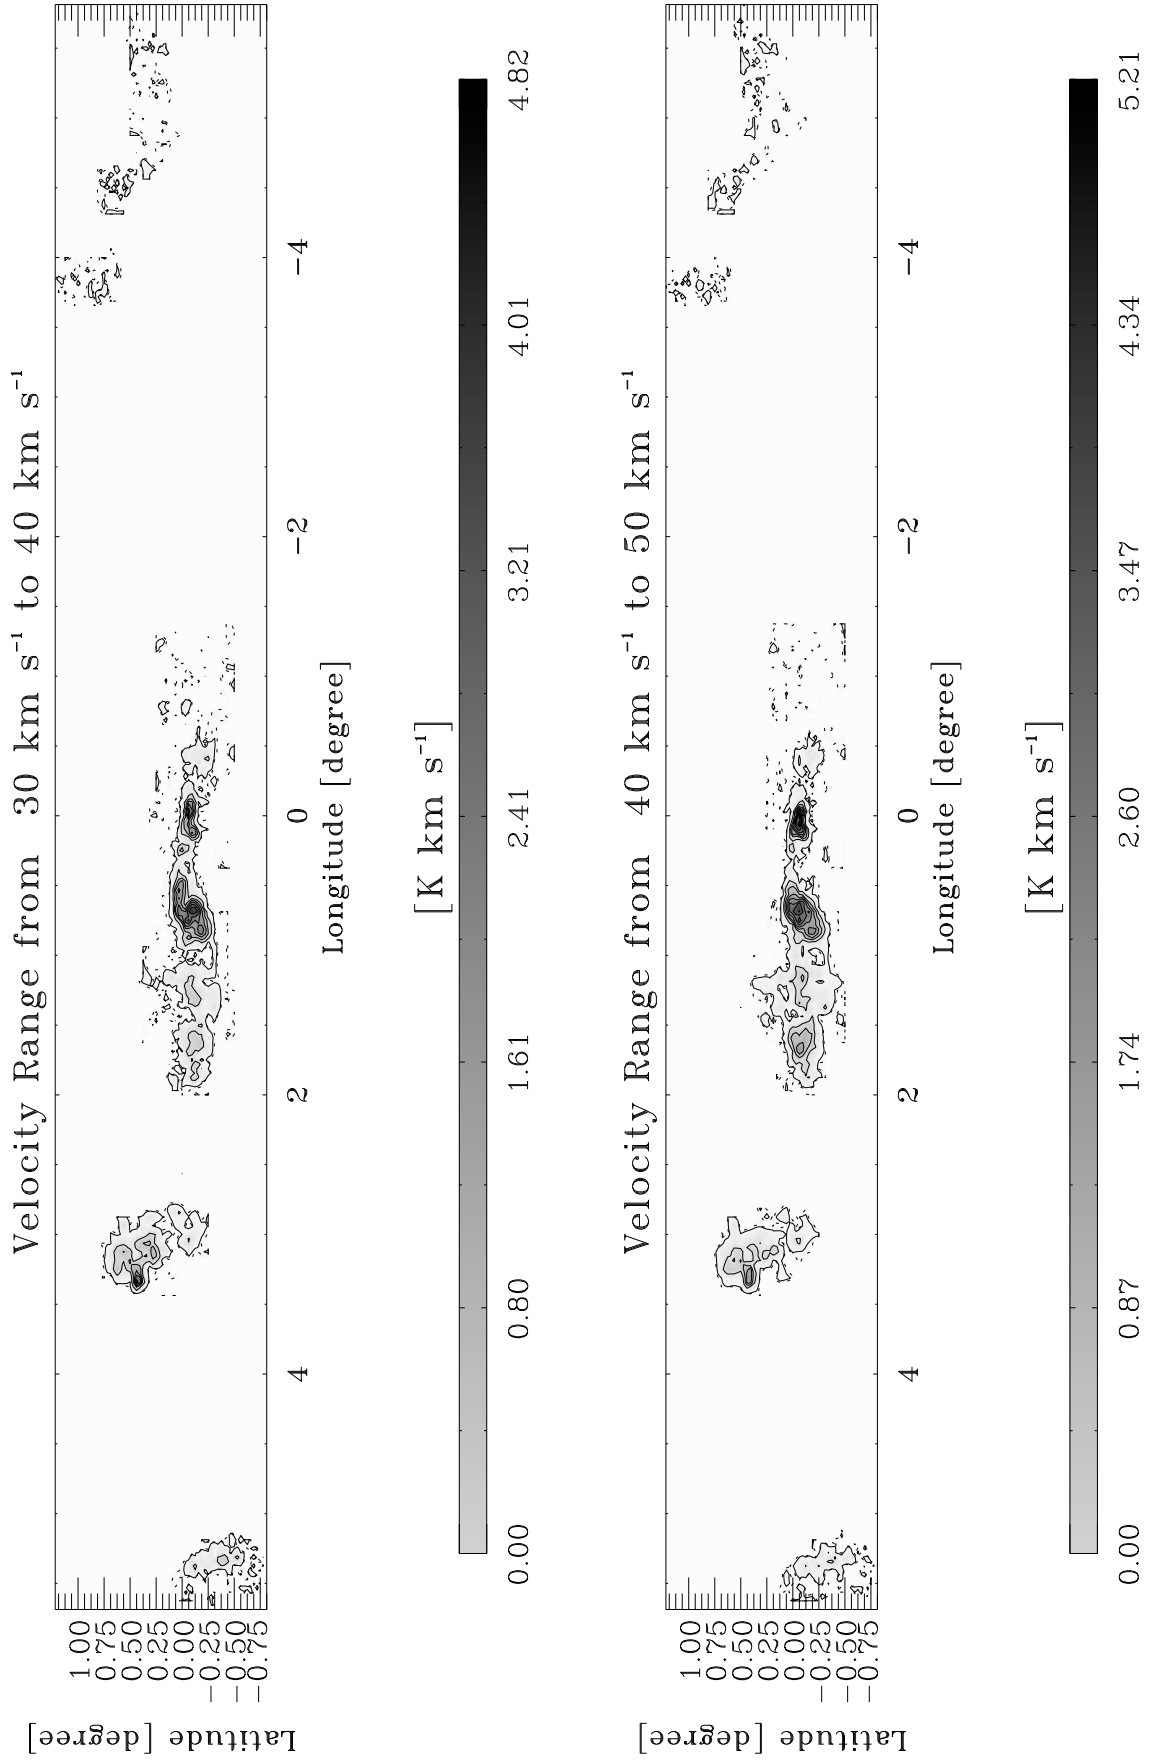 Velocity Range from 30 km s⁻¹ to 40 km s⁻¹
Latitude [degree]
1.00
0.75
0.50
0.25
0.00
−0.25
−0.50
−0.75
4 2 0 −2 −4
Longitude [degree]
[K km s⁻¹]
0.00 0.80 1.61 2.41 3.21 4.01 4.82
Velocity Range from 40 km s⁻¹ to 50 km s⁻¹
Latitude [degree]
1.00
0.75
0.50
0.25
0.00
−0.25
−0.50
−0.75
4 2 0 −2 −4
Longitude [degree]
[K km s⁻¹]
0.00 0.87 1.74 2.60 3.47 4.34 5.21